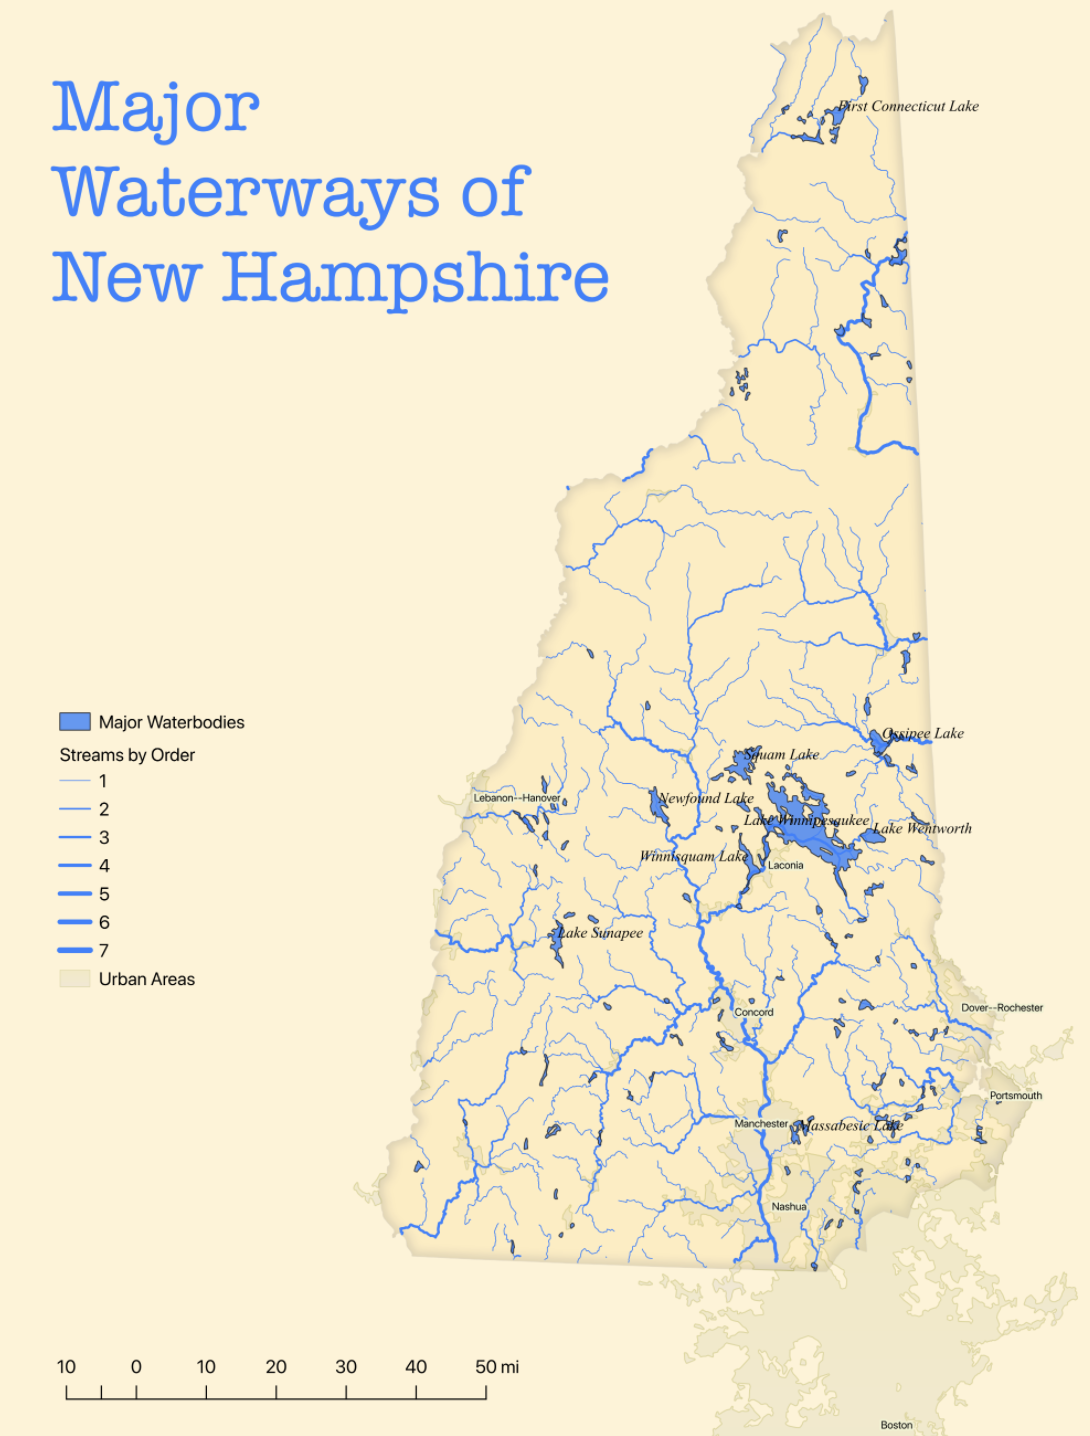 Major
Waterways of
New Hampshire
First Connecticut Lake
Major Waterbodies
Streams by Order
1
2
3
4
5
6
7
Urban Areas
Ossipee Lake
Squam Lake
Lebanon--Hanover
Newfound Lake
Lake Winnipesaukee
Lake Wentworth
Winnisquam Lake
Laconia
Lake Sunapee
Dover--Rochester
Concord
Portsmouth
Manchester
Massabesic Lake
Nashua
10 0 10 20 30 40 50 mi
Boston